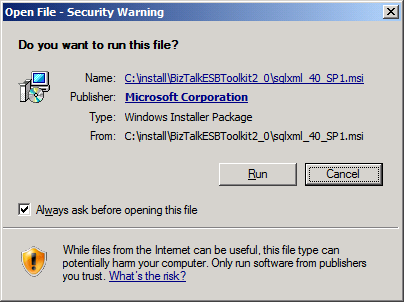 Open File - Security Warning
Do you want to run this file?
Name: C:\install\BizTalkESBToolkit2_0\sqlxml_40_SP1.msi
Publisher: Microsoft Corporation
Type: Windows Installer Package
From: C:\install\BizTalkESBToolkit2_0\sqlxml_40_SP1.msi
Run Cancel
Always ask before opening this file
While files from the Internet can be useful, this file type can
potentially harm your computer. Only run software from publishers
you trust. What's the risk?